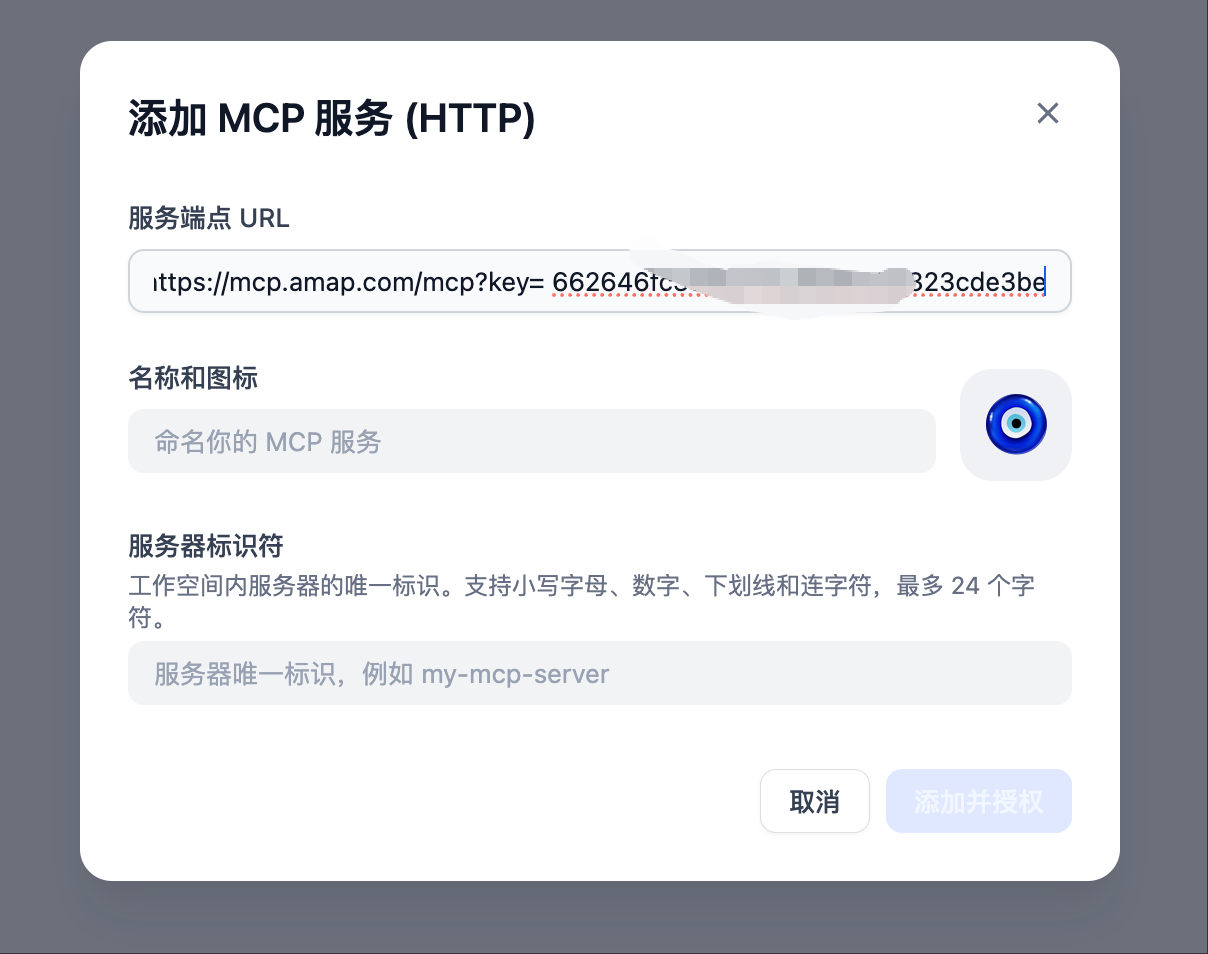 添加 MCP 服务 (HTTP)
服务端点 URL
ttps://mcp.amap.com/mcp?key= 662646fc 323cde3be
名称和图标
命名你的 MCP 服务
服务器标识符
工作空间内服务器的唯一标识。支持小写字母、数字、下划线和连字符，最多 24 个字
符。
服务器唯一标识，例如 my-mcp-server
取消
添加并授权